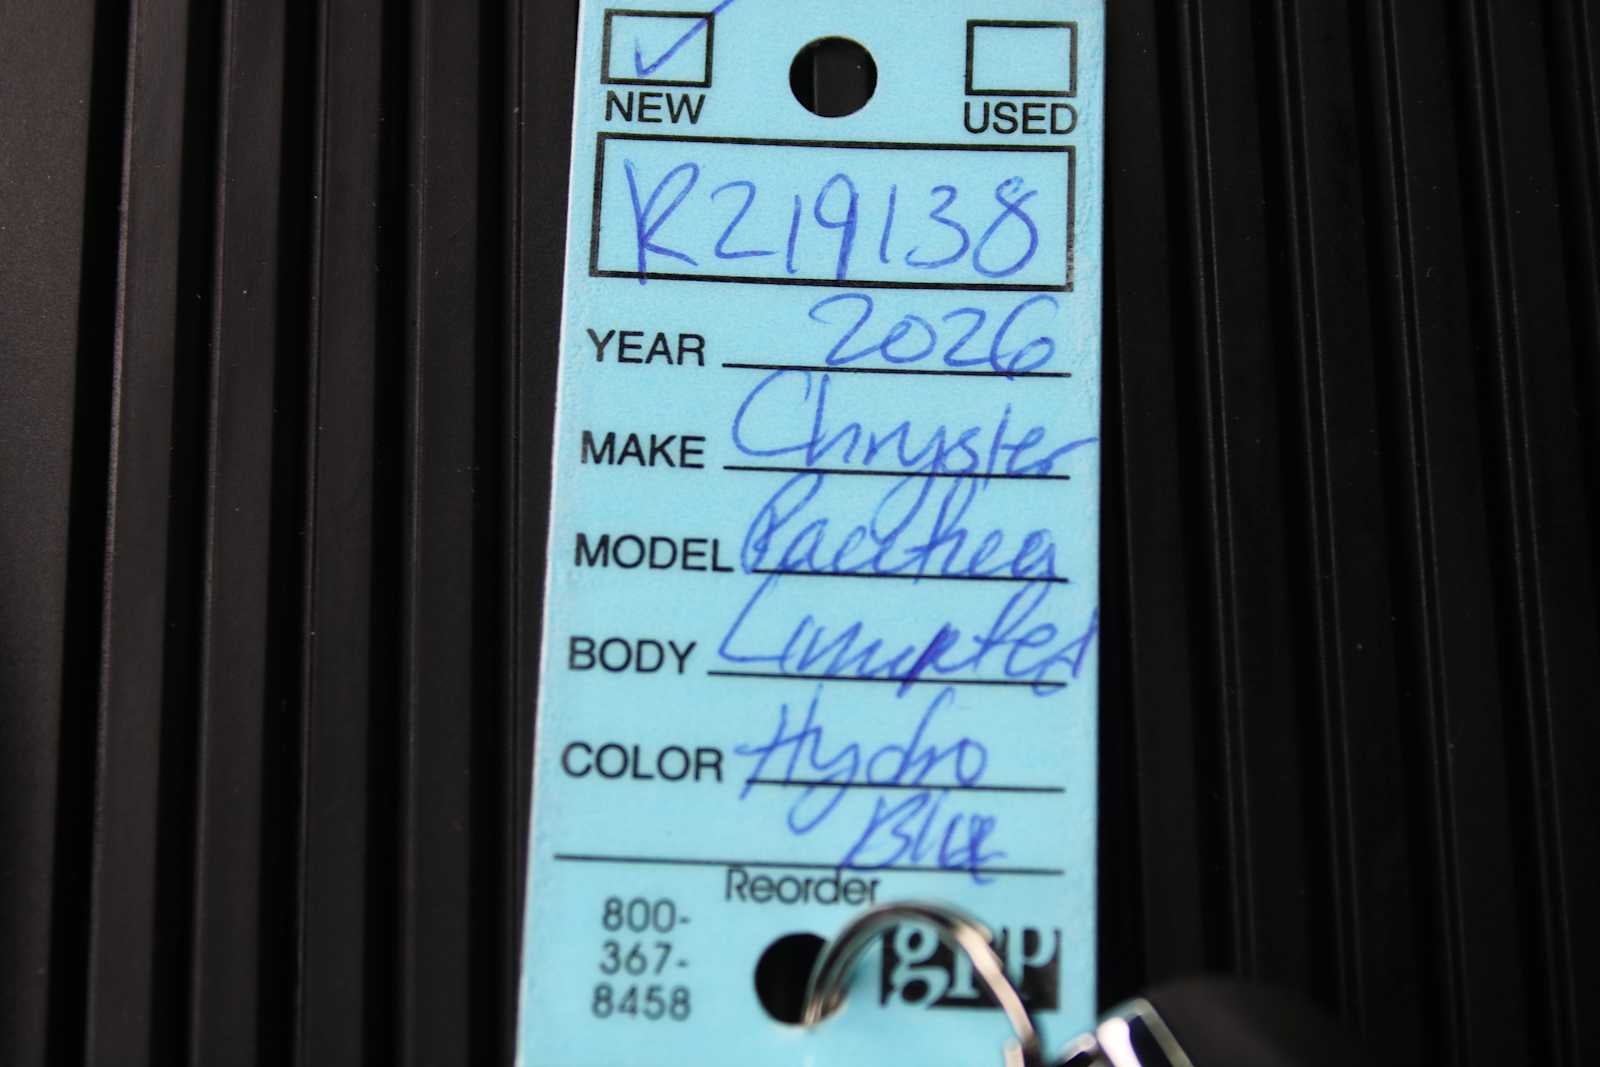 NEW USED
R219138
YEAR 2026
MAKE Chrysler
MODEL Pacifica
BODY Limited
COLOR Hydro
Blue
Reorder
800-
367-
8458
grp